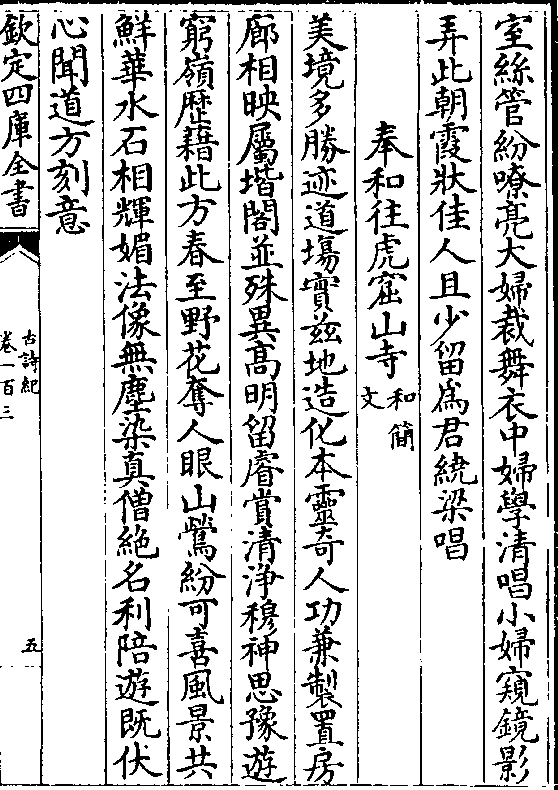 室絲管紛嘹亮大婦裁舞衣中婦學清唱小婦窺鏡影
弄此朝霞狀佳人且少留為君繞梁唱
奉和往虎窟山寺和簡文
美境多勝迹道塲實兹地造化本靈奇人功兼製置房
廊相映屬堦閣並殊異高明留睿賞清浄穆神思豫遊
窮嶺歴藉此方春至野花奪人眼山鶯紛可喜風景共
鮮華水石相輝媚法像無塵染真僧絶名利陪遊既伏
心聞道方刻意
欽定四庫全書
古詩紀
卷一百三
五